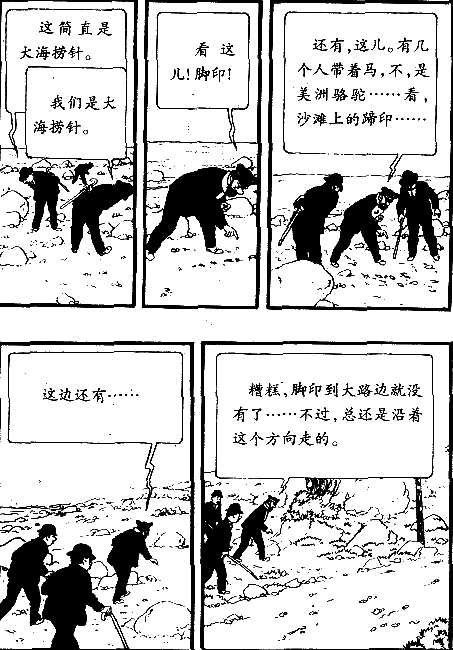 这简直是
大海捞针。
我们是大
海捞针。
看这
儿！脚印！
还有，这儿。有几
个人带着马，不，是
美洲骆驼……看，
沙滩上的蹄印……
这边还有……
糟糕，脚印到大路边就没
有了……不过，总还是沿着
这个方向走的。